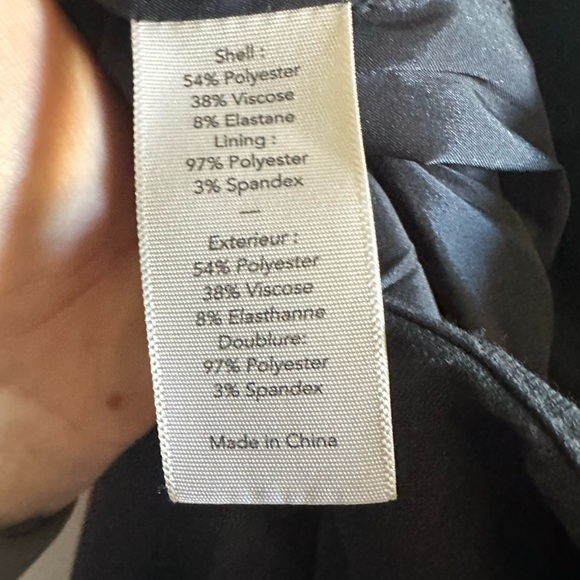 Shell :
54% Polyester
38% Viscose
8% Elastane
Lining :
97% Polyester
3% Spandex
—
Exterieur :
54% Polyester
38% Viscose
8% Elasthanne
Doublure:
97% Polyester
3% Spandex
Made in China